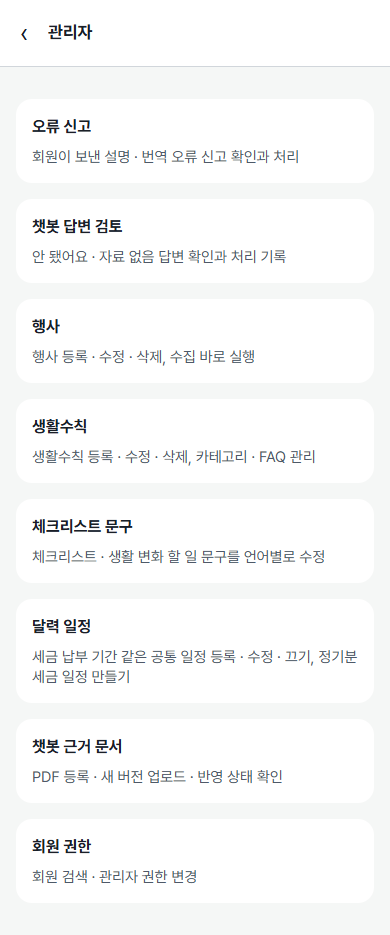 관리자
오류 신고
회원이 보낸 설명 · 번역 오류 신고 확인과 처리
챗봇 답변 검토
안 됐어요 · 자료 없음 답변 확인과 처리 기록
행사
행사 등록 · 수정 · 삭제, 수집 바로 실행
생활수칙
생활수칙 등록 · 수정 · 삭제, 카테고리 · FAQ 관리
체크리스트 문구
체크리스트 · 생활 변화 할 일 문구를 언어별로 수정
달력 일정
세금 납부 기간 같은 공통 일정 등록 · 수정 · 끄기, 정기분
세금 일정 만들기
챗봇 근거 문서
PDF 등록 · 새 버전 업로드 · 반영 상태 확인
회원 권한
회원 검색 · 관리자 권한 변경